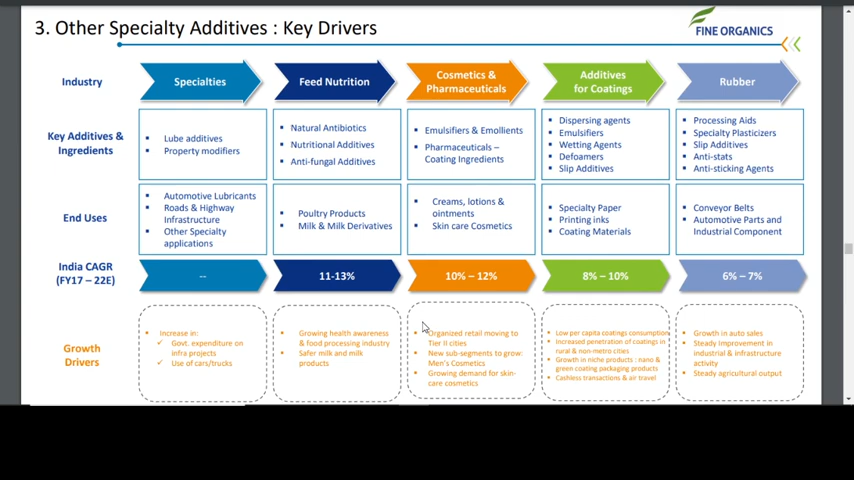 3. Other Specialty Additives : Key Drivers
FINE ORGANICS
Industry
Specialties
Feed Nutrition
Cosmetics &
Pharmaceuticals
Additives
for Coatings
Rubber
Key Additives &
Ingredients
Lube additives
Property modifiers
Natural Antibiotics
Nutritional Additives
Anti-fungal Additives
Emulsifiers & Emollients
Pharmaceuticals –
Coating Ingredients
Dispersing agents
Emulsifiers
Wetting Agents
Defoamers
Slip Additives
Processing Aids
Specialty Plasticizers
Slip Additives
Anti-stats
Anti-sticking Agents
End Uses
Automotive Lubricants
Roads & Highway
Infrastructure
Other Specialty
applications
Poultry Products
Milk & Milk Derivatives
Creams, lotions &
ointments
Skin care Cosmetics
Specialty Paper
Printing inks
Coating Materials
Conveyor Belts
Automotive Parts and
Industrial Component
India CAGR
(FY17 – 22E)
--
11-13%
10% – 12%
8% – 10%
6% – 7%
Growth
Drivers
Increase in:
Govt. expenditure on
Infra projects
Use of cars/trucks
Growing health awareness
& food processing industry
Safer milk and milk
products
Organized retail moving to
Tier II cities
New sub-segments to grow:
Men's Cosmetics
Growing demand for skin-
care cosmetics
Low per capita coatings consumption
Increased penetration of coatings in
rural & non-metro cities
Growth in niche products : nano &
green coating packaging products
Cashless transactions & air travel
Growth in auto sales
Steady Improvement in
industrial & infrastructure
activity
Steady agricultural output